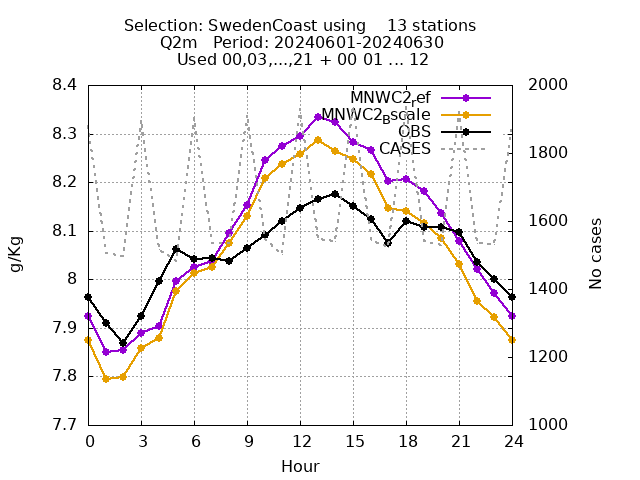 Selection: SwedenCoast using    13 stations
Q2m   Period: 20240601-20240630
Used 00,03,...,21 + 00 01 ... 12
MNWC2ref
MNWC2Bscale
OBS
CASES
8.4
8.3
8.2
8.1
8
7.9
7.8
7.7
g/Kg
2000
1800
1600
1400
1200
1000
No cases
0 3 6 9 12 15 18 21 24
Hour